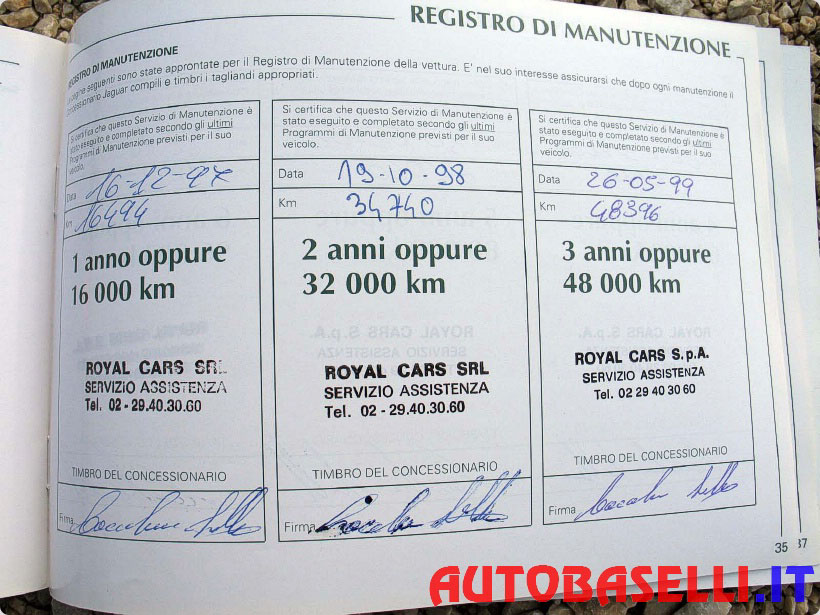 REGISTRO DI MANUTENZIONE
REGISTRO DI MANUTENZIONE
pagine seguenti sono state approntate per il Registro di Manutenzione della vettura. E' nel suo interesse assicurarsi che dopo ogni manutenzione il
concessionario Jaguar compili e timbri i tagliandi appropriati.
Si certifica che questo Servizio di Manutenzione è
stato eseguito e completato secondo gli ultimi
Programmi di Manutenzione previsti per il suo
veicolo.
Data 16-12-97
Km 16494
1 anno oppure
16 000 km
ROYAL CARS SRL
SERVIZIO ASSISTENZA
Tel. 02 - 29.40.30.60
TIMBRO DEL CONCESSIONARIO
Firma
Si certifica che questo Servizio di Manutenzione è
stato eseguito e completato secondo gli ultimi
Programmi di Manutenzione previsti per il suo
veicolo.
Data 19-10-98
Km 34740
2 anni oppure
32 000 km
ROYAL CARS SRL
SERVIZIO ASSISTENZA
Tel. 02 - 29.40.30.60
TIMBRO DEL CONCESSIONARIO
Firma
Si certifica che questo Servizio di Manutenzione è
stato eseguito e completato secondo gli ultimi
Programmi di Manutenzione previsti per il suo
veicolo.
Data 26-05-99
Km 48396
3 anni oppure
48 000 km
ROYAL CARS S.p.A.
SERVIZIO ASSISTENZA
Tel. 02 29.40 30 60
TIMBRO DEL CONCESSIONARIO
Firma
35
37
AUTOBASELLI.IT